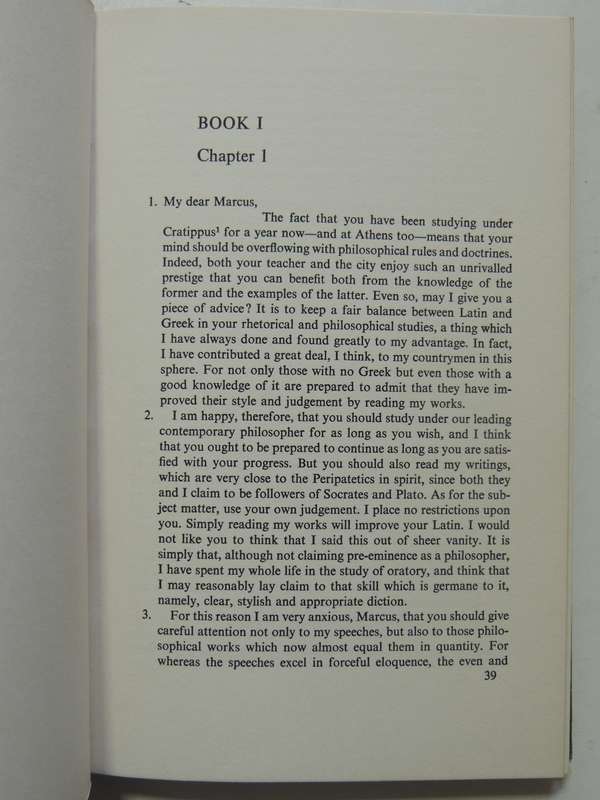 BOOK I
Chapter 1
1. My dear Marcus,
The fact that you have been studying under
Cratippus¹ for a year now—and at Athens too—means that your
mind should be overflowing with philosophical rules and doctrines.
Indeed, both your teacher and the city enjoy such an unrivalled
prestige that you can benefit both from the knowledge of the
former and the examples of the latter. Even so, may I give you a
piece of advice? It is to keep a fair balance between Latin and
Greek in your rhetorical and philosophical studies, a thing which
I have always done and found greatly to my advantage. In fact,
I have contributed a great deal, I think, to my countrymen in this
sphere. For not only those with no Greek but even those with a
good knowledge of it are prepared to admit that they have im-
proved their style and judgement by reading my works.
2. I am happy, therefore, that you should study under our leading
contemporary philosopher for as long as you wish, and I think
that you ought to be prepared to continue as long as you are satis-
fied with your progress. But you should also read my writings,
which are very close to the Peripatetics in spirit, since both they
and I claim to be followers of Socrates and Plato. As for the sub-
ject matter, use your own judgement. I place no restrictions upon
you. Simply reading my works will improve your Latin. I would
not like you to think that I said this out of sheer vanity. It is
simply that, although not claiming pre-eminence as a philosopher,
I have spent my whole life in the study of oratory, and think that
I may reasonably lay claim to that skill which is germane to it,
namely, clear, stylish and appropriate diction.
3. For this reason I am very anxious, Marcus, that you should give
careful attention not only to my speeches, but also to those philo-
sophical works which now almost equal them in quantity. For
whereas the speeches excel in forceful eloquence, the even and
39